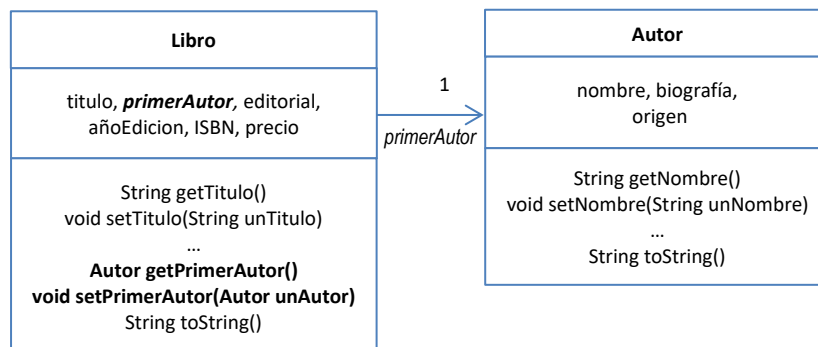 Libro
titulo, primerAutor, editorial,
añoEdicion, ISBN, precio
String getTitulo()
void setTitulo(String unTitulo)
...
Autor getPrimerAutor()
void setPrimerAutor(Autor unAutor)
String toString()
1
primerAutor
Autor
nombre, biografía,
origen
String getNombre()
void setNombre(String unNombre)
...
String toString()